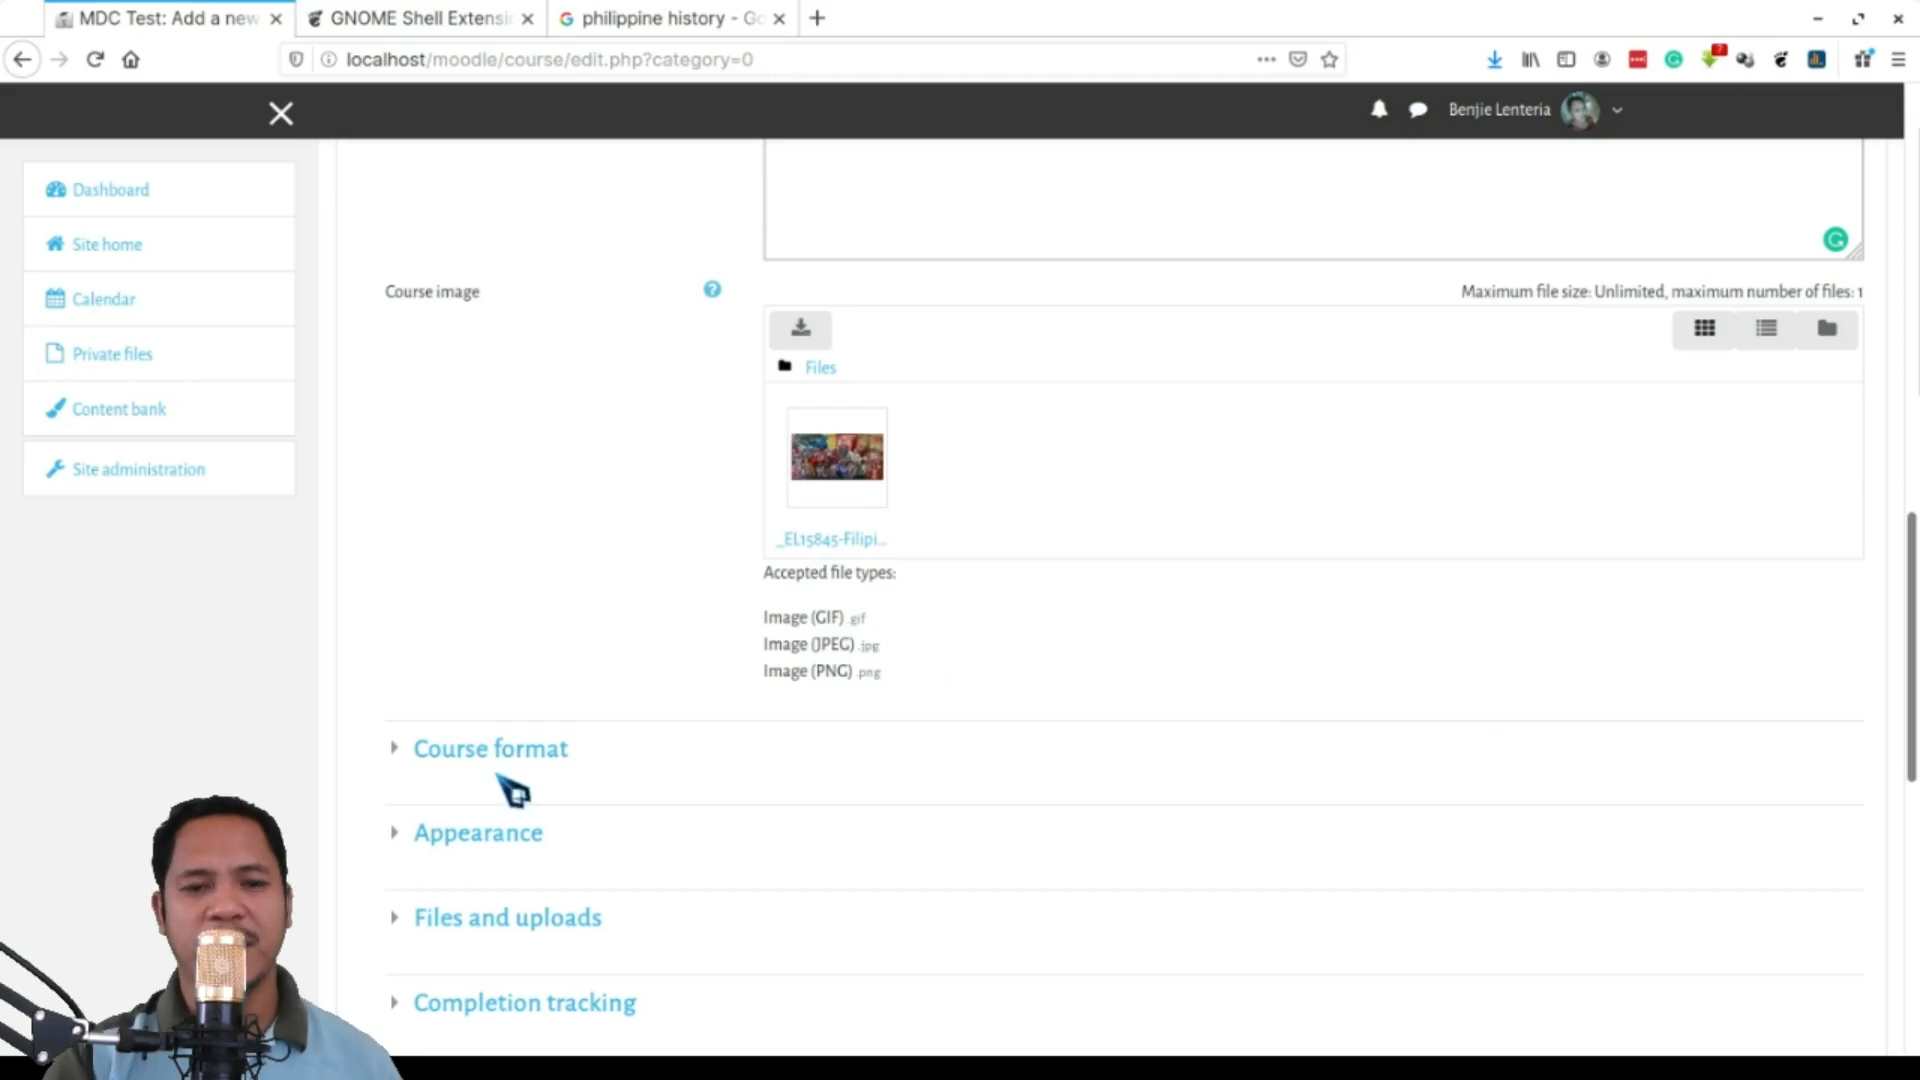 MDC Test: Add a new
GNOME Shell Extensi
philippine history - Go
localhost/moodle/course/edit.php?category=0
Benjie Lenteria
Dashboard
Site home
Calendar
Private files
Content bank
Site administration
Course image
Maximum file size: Unlimited, maximum number of files: 1
Files
_EL15845-Filipi...
Accepted file types:
Image (GIF) .gif
Image (JPEG) .jpg
Image (PNG) .png
Course format
Appearance
Files and uploads
Completion tracking